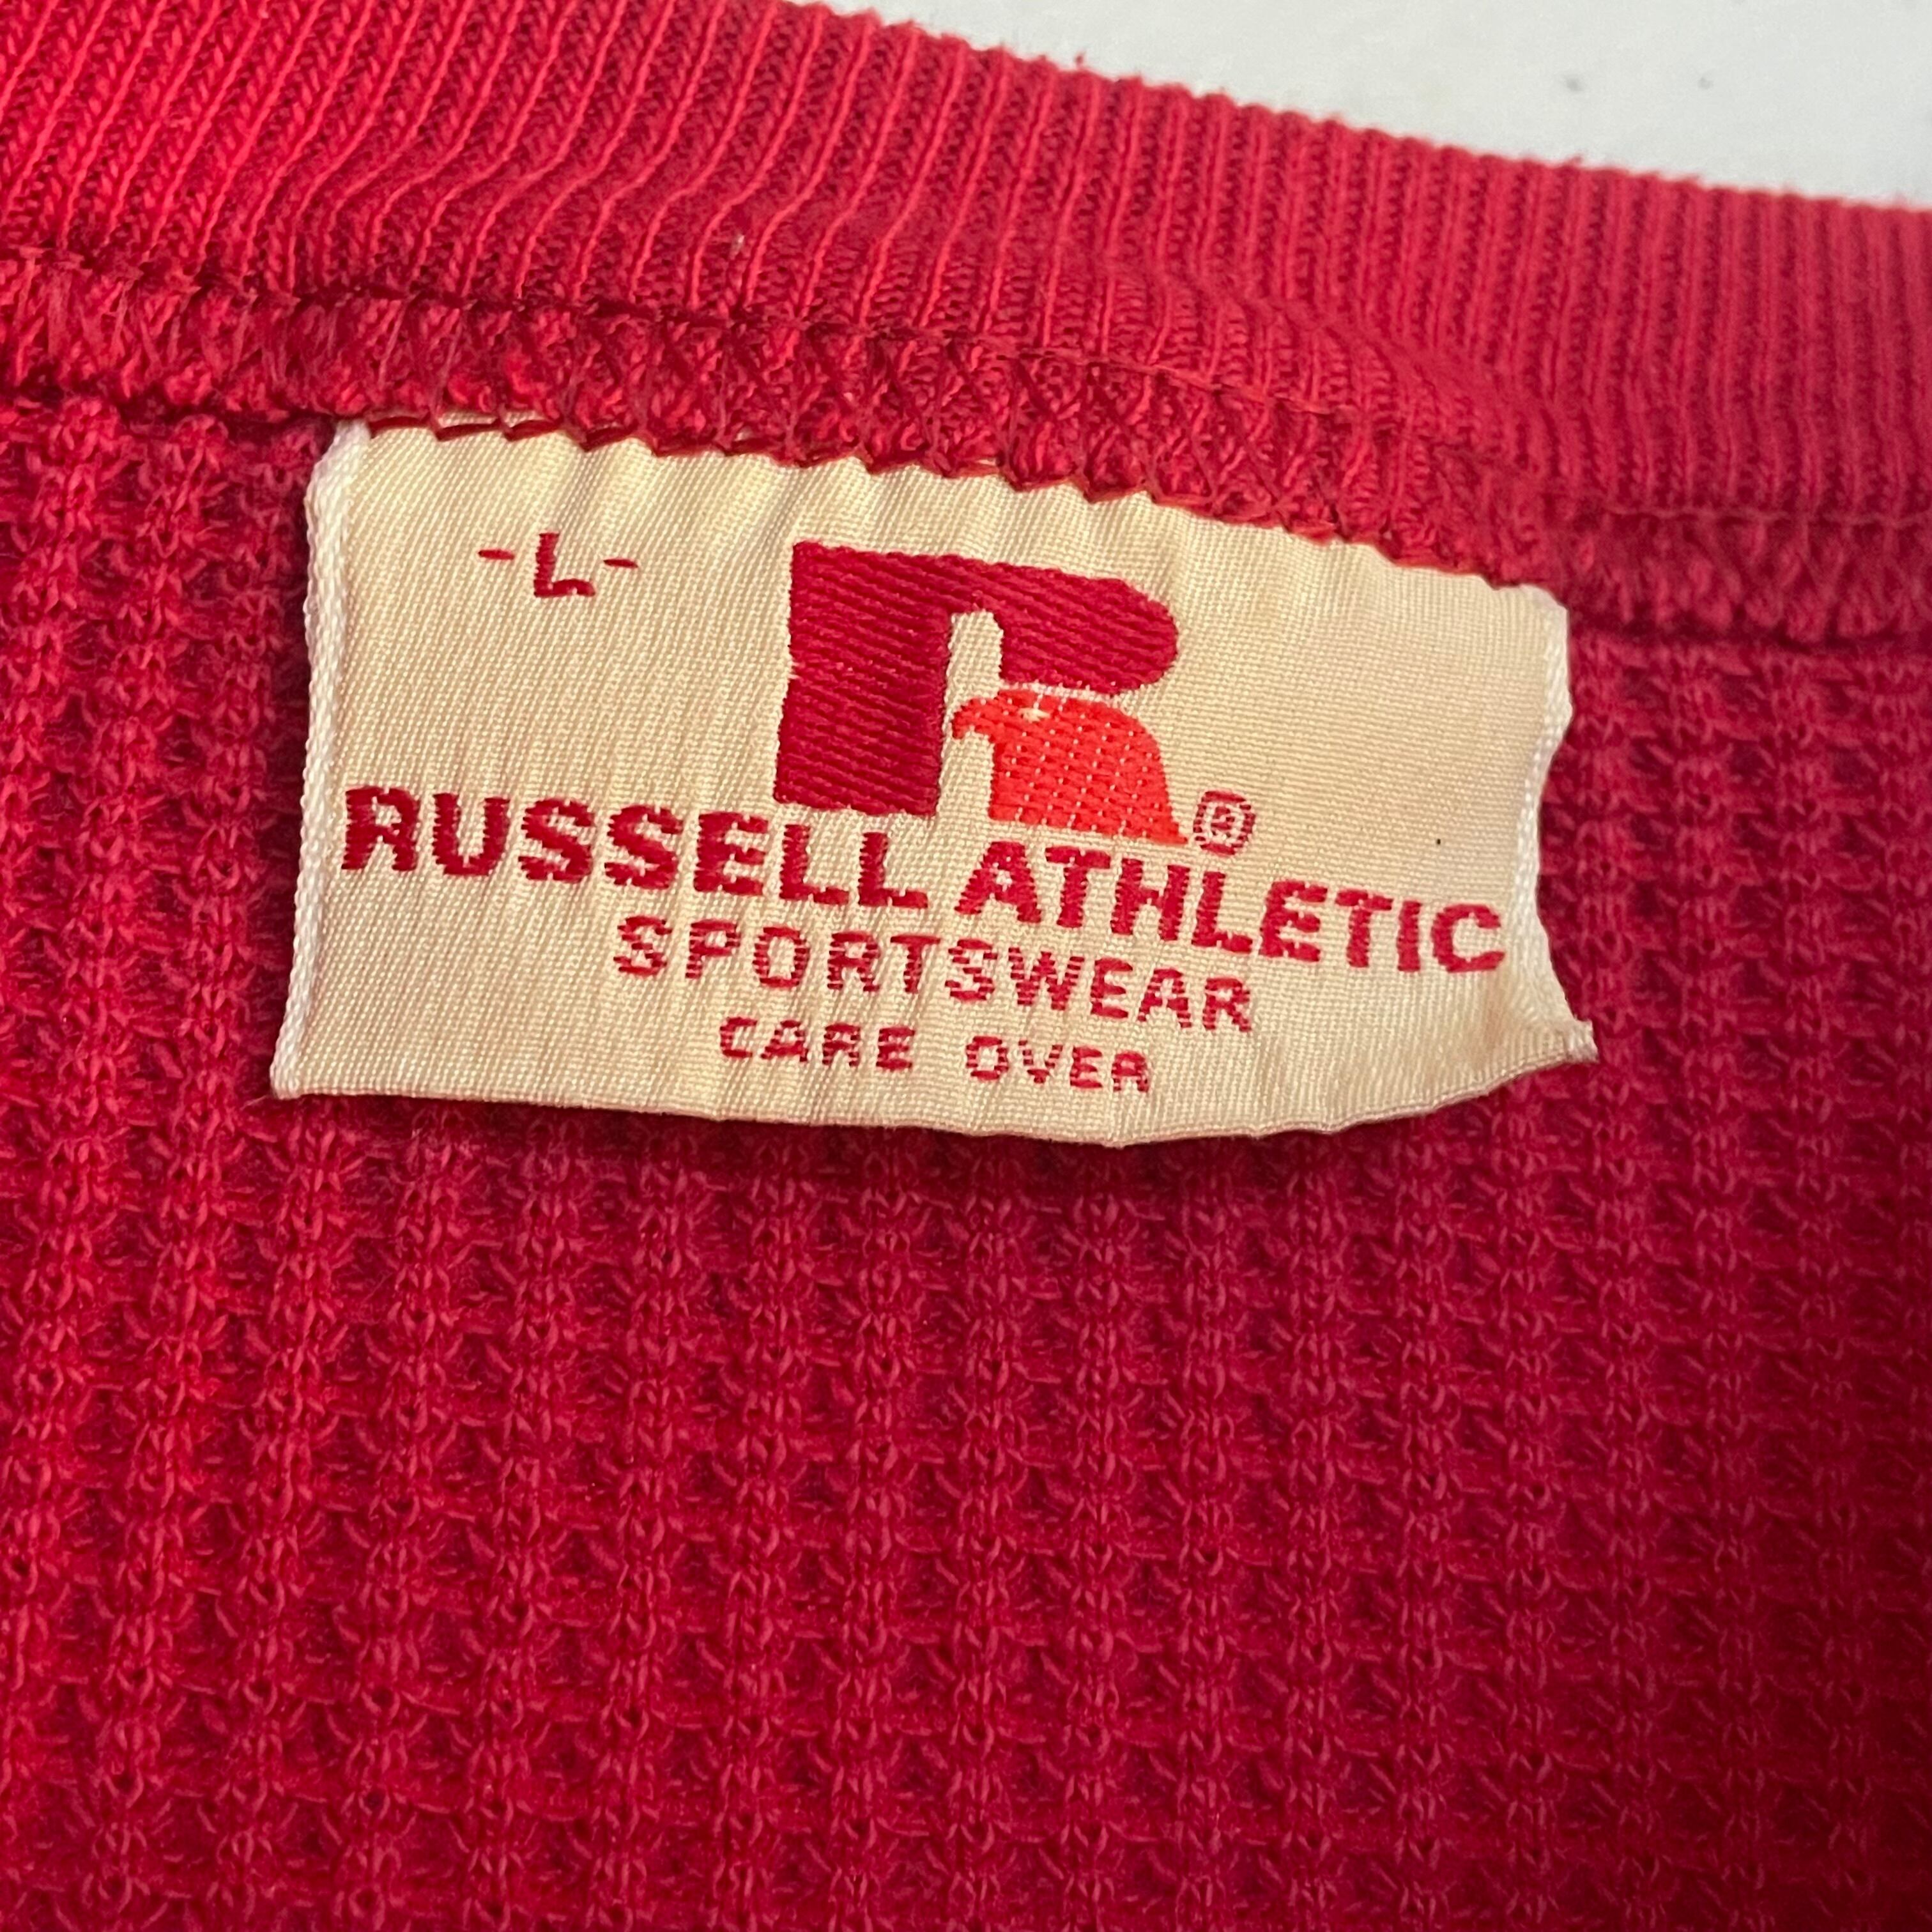 -L-
R
®
RUSSELL ATHLETIC
SPORTSWEAR
CARE OVER